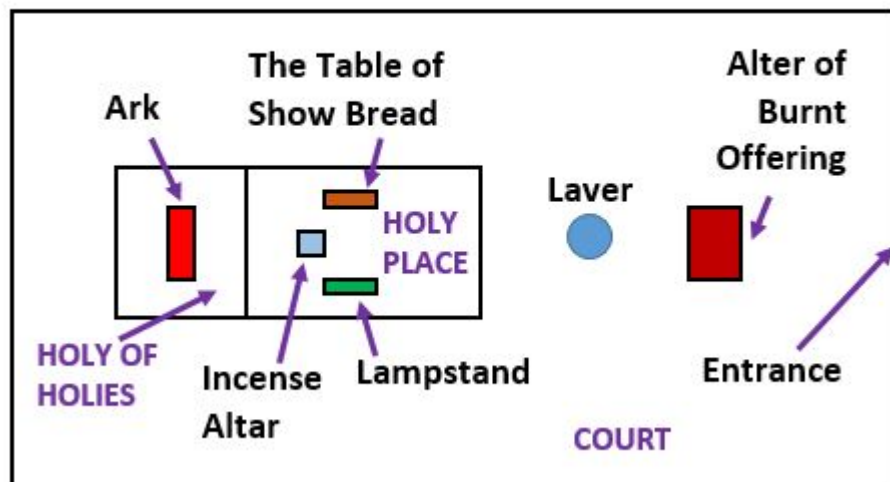 The Table of
Show Bread
Ark
Alter of
Burnt
Offering
Laver
HOLY
PLACE
HOLY OF
HOLIES
Incense
Altar
Lampstand
Entrance
COURT